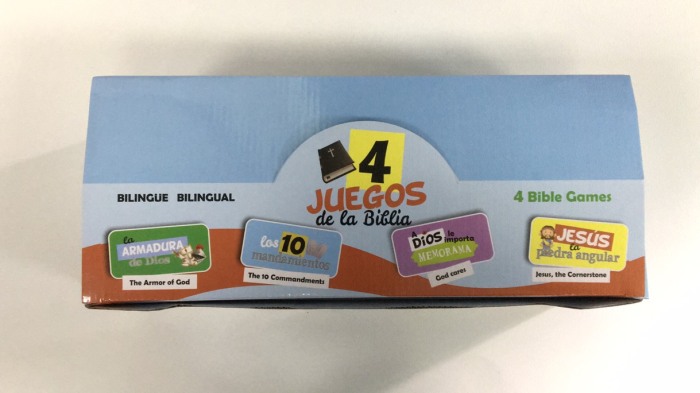 4
JUEGOS
de la Biblia
BILINGUE BILINGUAL
4 Bible Games
la
ARMADURA
de Dios
The Armor of God
los 10
mandamientos
The 10 Commandments
A DIOS le
importa
MEMORAMA
God cares
JESÚS
la
piedra angular
Jesus, the Cornerstone